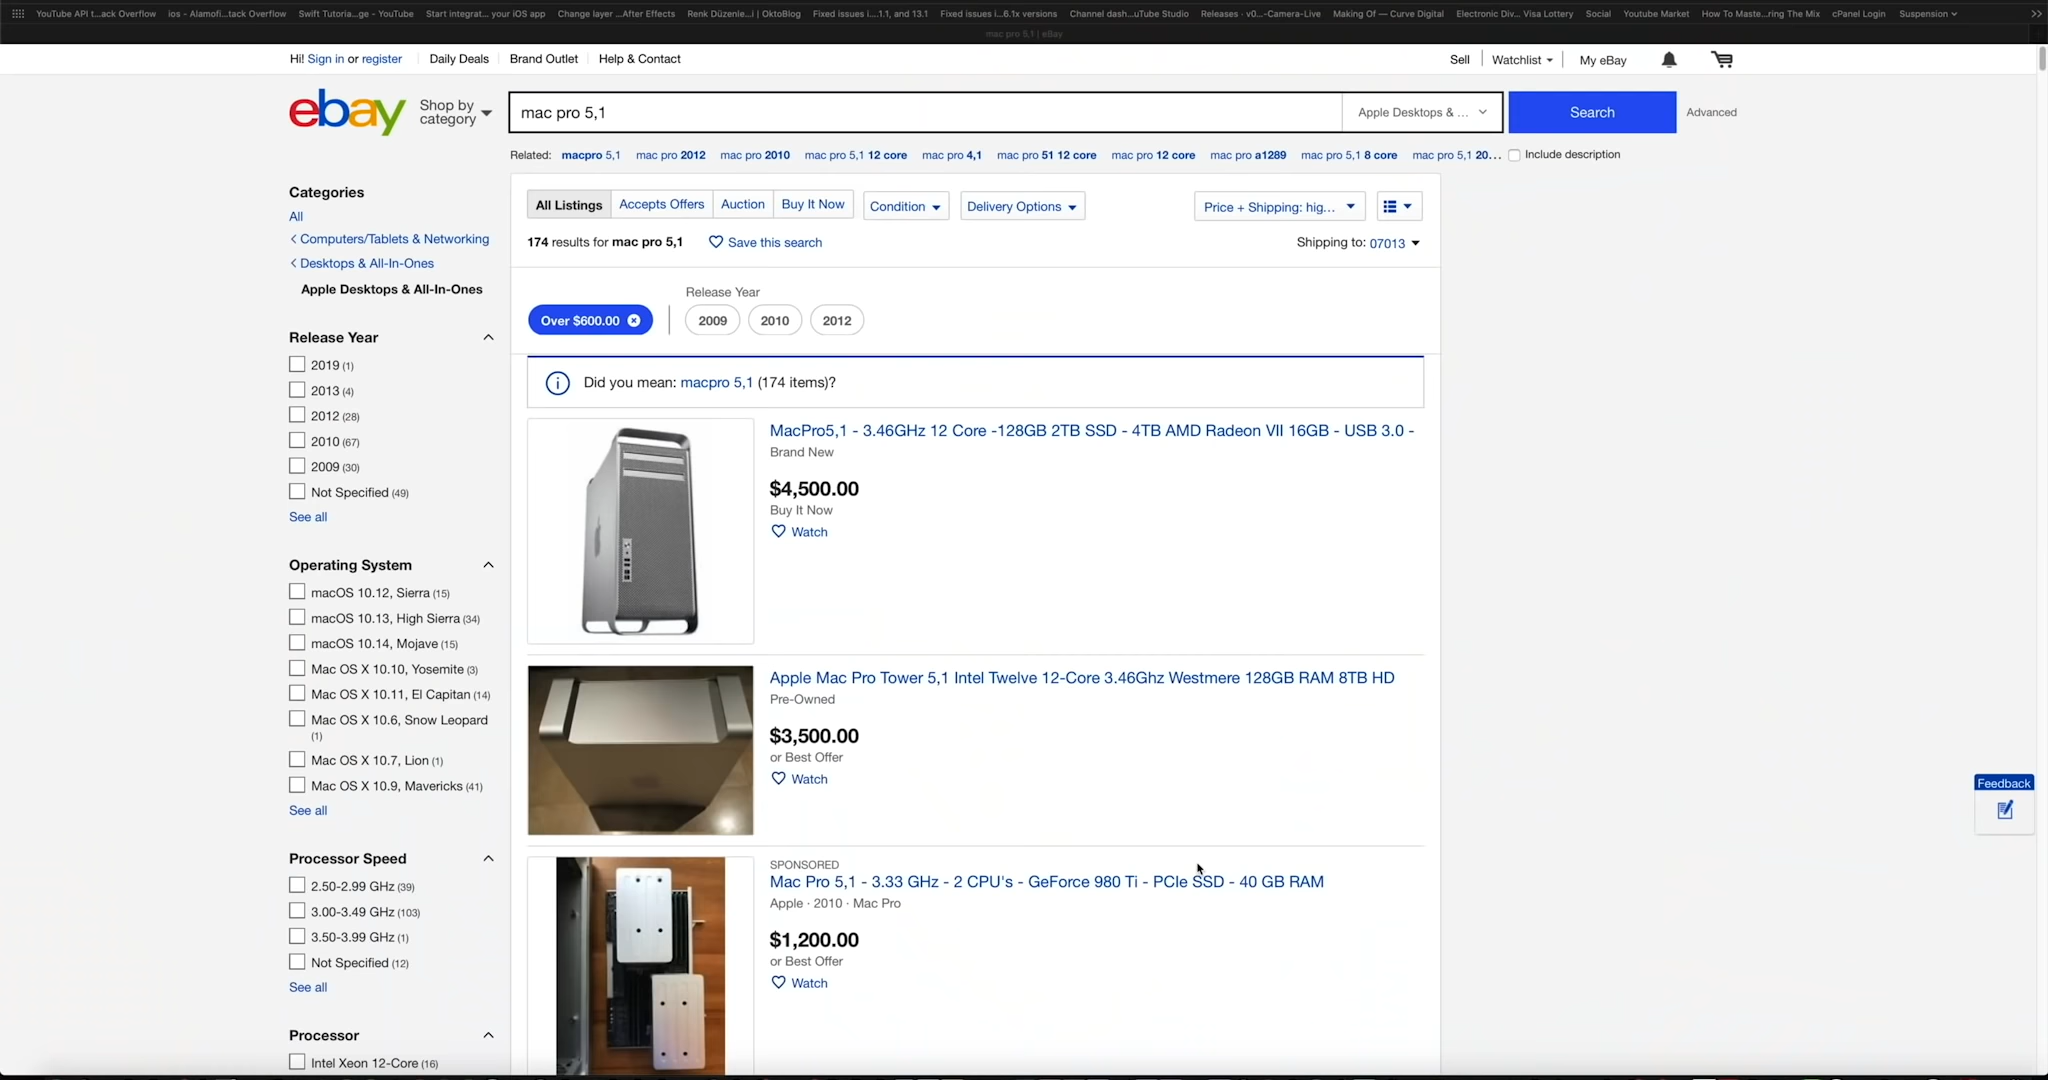 YouTube API t...ack Overflow ios - Alamofi...tack Overflow Swift Tutoria...ge - YouTube Start integrat... your iOS app Change layer ...After Effects Renk Düzenle...i | OktoBlog Fixed issues i....1.1, and 13.1 Fixed issues i...6.1x versions Channel dash...uTube Studio Releases · v0...-Camera-Live Making Of — Curve Digital Electronic Div... Visa Lottery Social Youtube Market How To Maste...ring The Mix cPanel Login Suspension
mac pro 5,1 | eBay
Hi! Sign in or register Daily Deals Brand Outlet Help & Contact Sell Watchlist My eBay
ebay Shop by category mac pro 5,1 Apple Desktops & ... Search Advanced
Related: macpro 5,1 mac pro 2012 mac pro 2010 mac pro 5,1 12 core mac pro 4,1 mac pro 51 12 core mac pro 12 core mac pro a1289 mac pro 5,1 8 core mac pro 5,1 20... Include description
Categories
All
Computers/Tablets & Networking
Desktops & All-In-Ones
Apple Desktops & All-In-Ones
Release Year
2019 (1)
2013 (4)
2012 (28)
2010 (67)
2009 (30)
Not Specified (49)
See all
Operating System
macOS 10.12, Sierra (15)
macOS 10.13, High Sierra (34)
macOS 10.14, Mojave (15)
Mac OS X 10.10, Yosemite (3)
Mac OS X 10.11, El Capitan (14)
Mac OS X 10.6, Snow Leopard
(1)
Mac OS X 10.7, Lion (1)
Mac OS X 10.9, Mavericks (41)
See all
Processor Speed
2.50-2.99 GHz (39)
3.00-3.49 GHz (103)
3.50-3.99 GHz (1)
Not Specified (12)
See all
Processor
Intel Xeon 12-Core (16)
All Listings Accepts Offers Auction Buy It Now Condition Delivery Options Price + Shipping: hig...
174 results for mac pro 5,1 Save this search Shipping to: 07013
Release Year
Over $600.00 2009 2010 2012
Did you mean: macpro 5,1 (174 items)?
MacPro5,1 - 3.46GHz 12 Core -128GB 2TB SSD - 4TB AMD Radeon VII 16GB - USB 3.0 -
Brand New
$4,500.00
Buy It Now
Watch
Apple Mac Pro Tower 5,1 Intel Twelve 12-Core 3.46Ghz Westmere 128GB RAM 8TB HD
Pre-Owned
$3,500.00
or Best Offer
Watch
SPONSORED
Mac Pro 5,1 - 3.33 GHz - 2 CPU's - GeForce 980 Ti - PCIe SSD - 40 GB RAM
Apple · 2010 · Mac Pro
$1,200.00
or Best Offer
Watch
Feedback